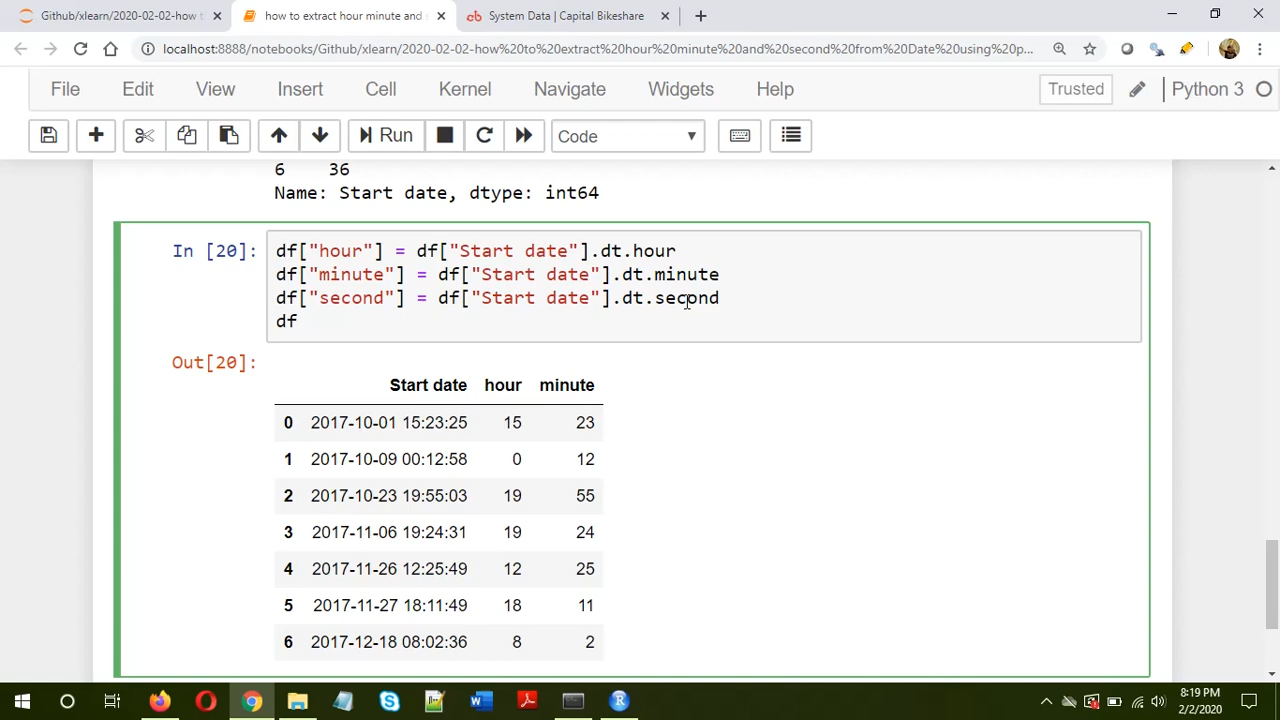 Github/xlearn/2020-02-02-how t
how to extract hour minute and s
System Data | Capital Bikeshare
localhost:8888/notebooks/Github/xlearn/2020-02-02-how%20to%20extract%20hour%20minute%20and%20second%20from%20Date%20using%20p...
File Edit View Insert Cell Kernel Navigate Widgets Help Trusted Python 3
Run Code
6 36
Name: Start date, dtype: int64
In [20]: df["hour"] = df["Start date"].dt.hour
df["minute"] = df["Start date"].dt.minute
df["second"] = df["Start date"].dt.second
df
Out[20]:
Start date hour minute
0 2017-10-01 15:23:25 15 23
1 2017-10-09 00:12:58 0 12
2 2017-10-23 19:55:03 19 55
3 2017-11-06 19:24:31 19 24
4 2017-11-26 12:25:49 12 25
5 2017-11-27 18:11:49 18 11
6 2017-12-18 08:02:36 8 2
8:19 PM
2/2/2020